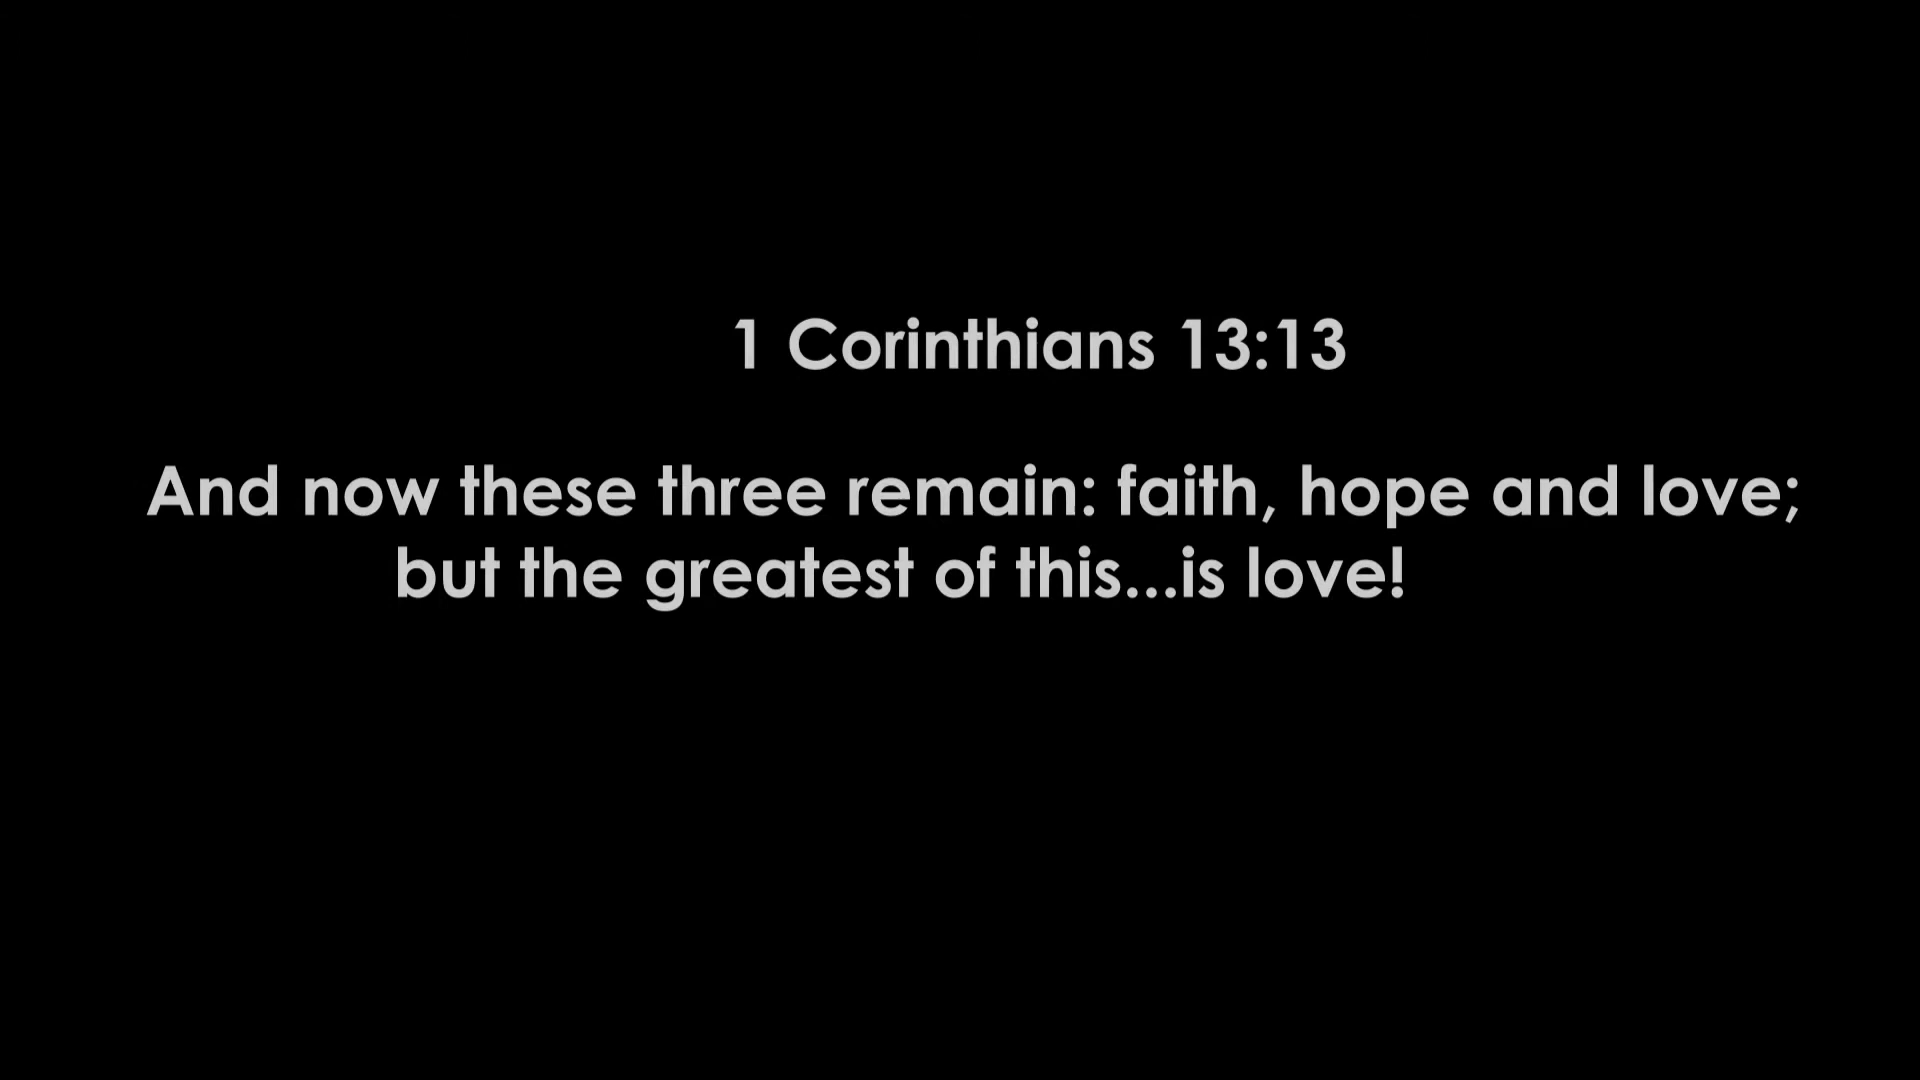 1 Corinthians 13:13
And now these three remain: faith, hope and love;
but the greatest of this...is love!